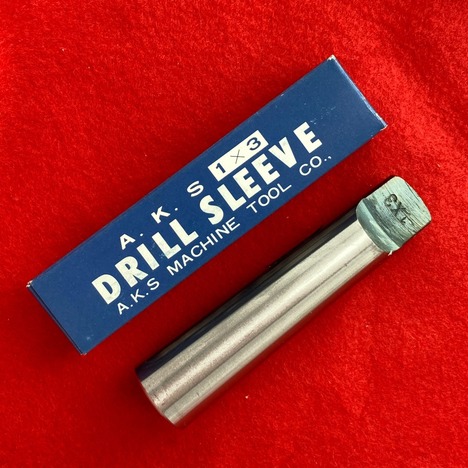 A. K. S 1 × 3
DRILL SLEEVE
A.K.S MACHINE TOOL CO.,